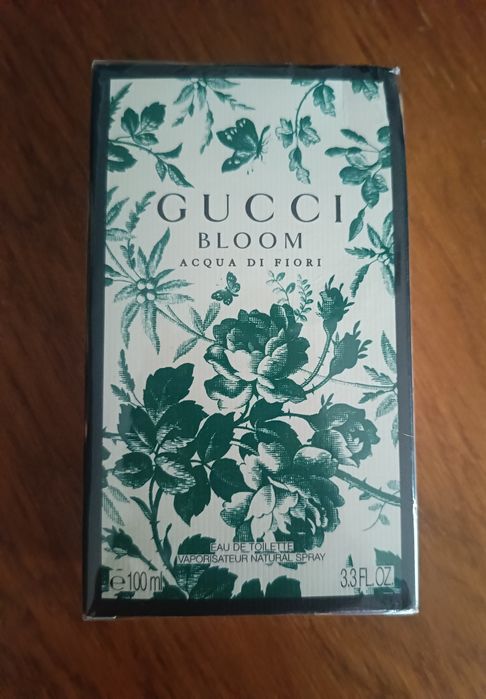 GUCCI
BLOOM
ACQUA DI FIORI
EAU DE TOILETTE
VAPORISATEUR NATURAL SPRAY
℮ 100 ml
3.3 FL.OZ.